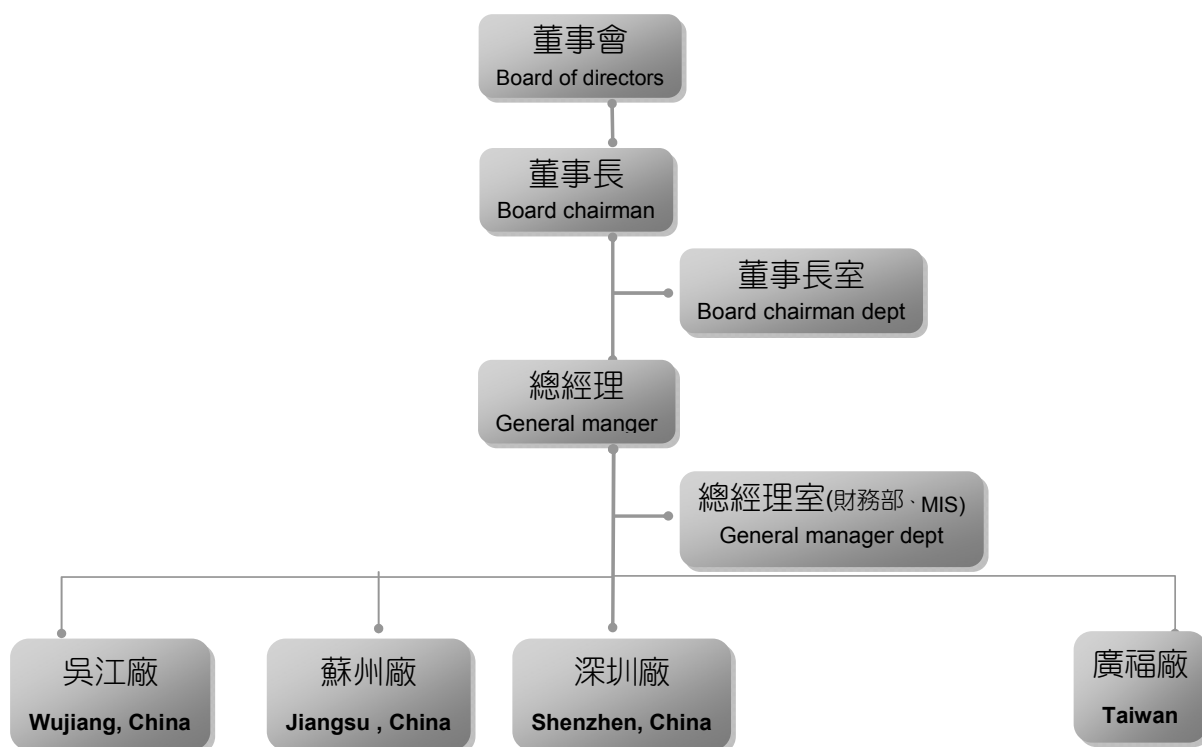 董事會
Board of directors
董事長
Board chairman
董事長室
Board chairman dept
總經理
General manger
總經理室(財務部、MIS)
General manager dept
吳江廠
Wujiang, China
蘇州廠
Jiangsu , China
深圳廠
Shenzhen, China
廣福廠
Taiwan